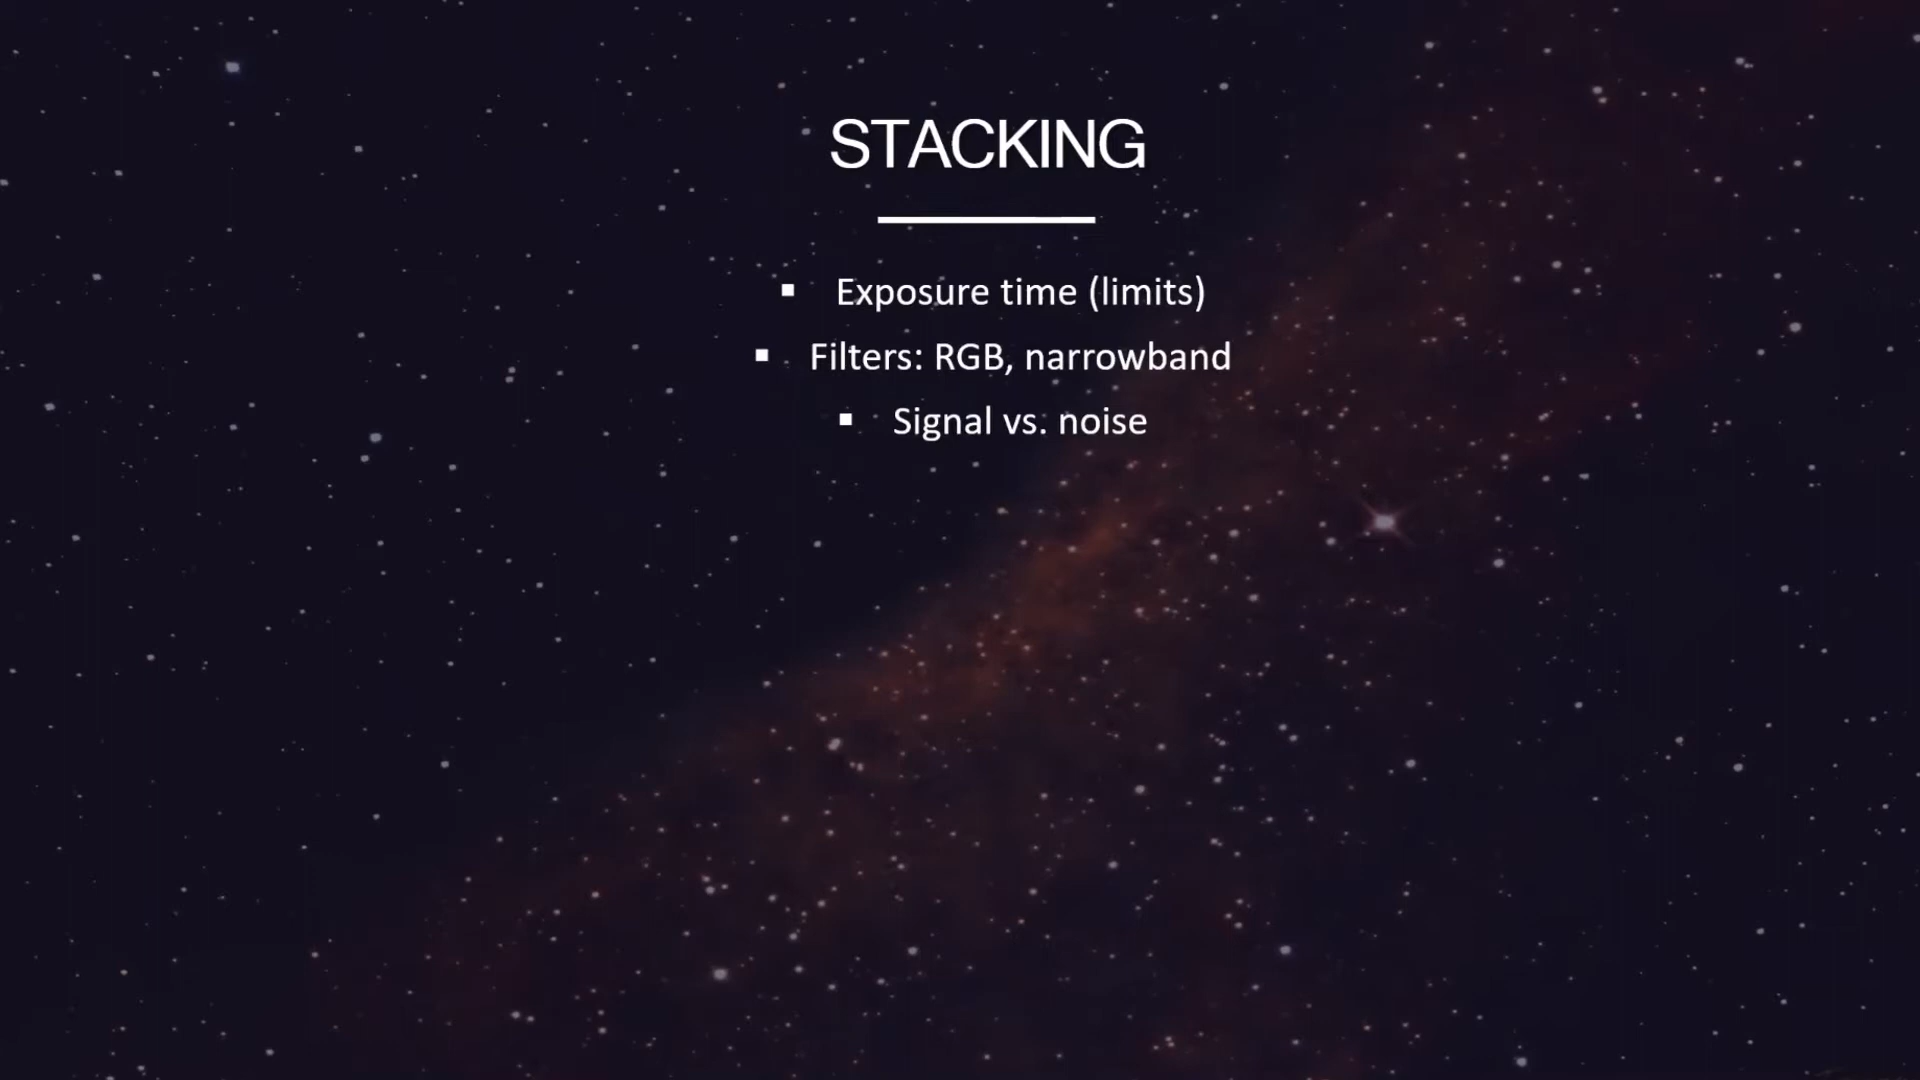 STACKING
▪ Exposure time (limits)
▪ Filters: RGB, narrowband
▪ Signal vs. noise